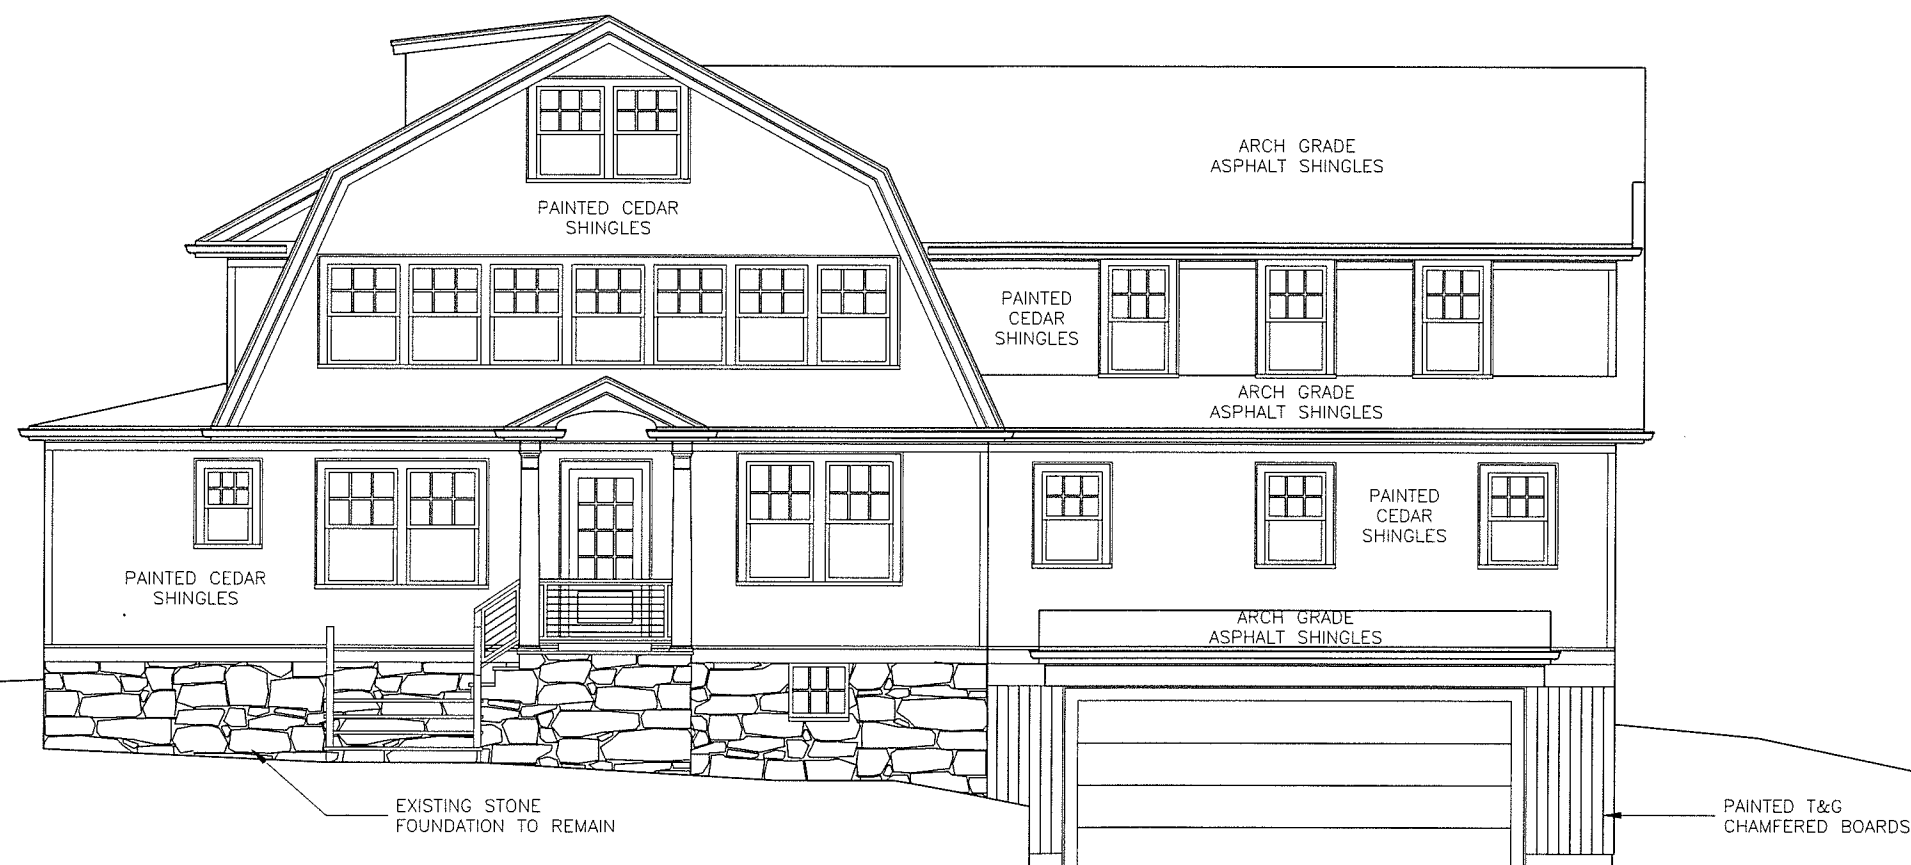 ARCH GRADE
ASPHALT SHINGLES
PAINTED CEDAR
SHINGLES
PAINTED
CEDAR
SHINGLES
ARCH GRADE
ASPHALT SHINGLES
PAINTED
CEDAR
SHINGLES
PAINTED CEDAR
SHINGLES
ARCH GRADE
ASPHALT SHINGLES
EXISTING STONE
FOUNDATION TO REMAIN
PAINTED T&G
CHAMFERED BOARDS